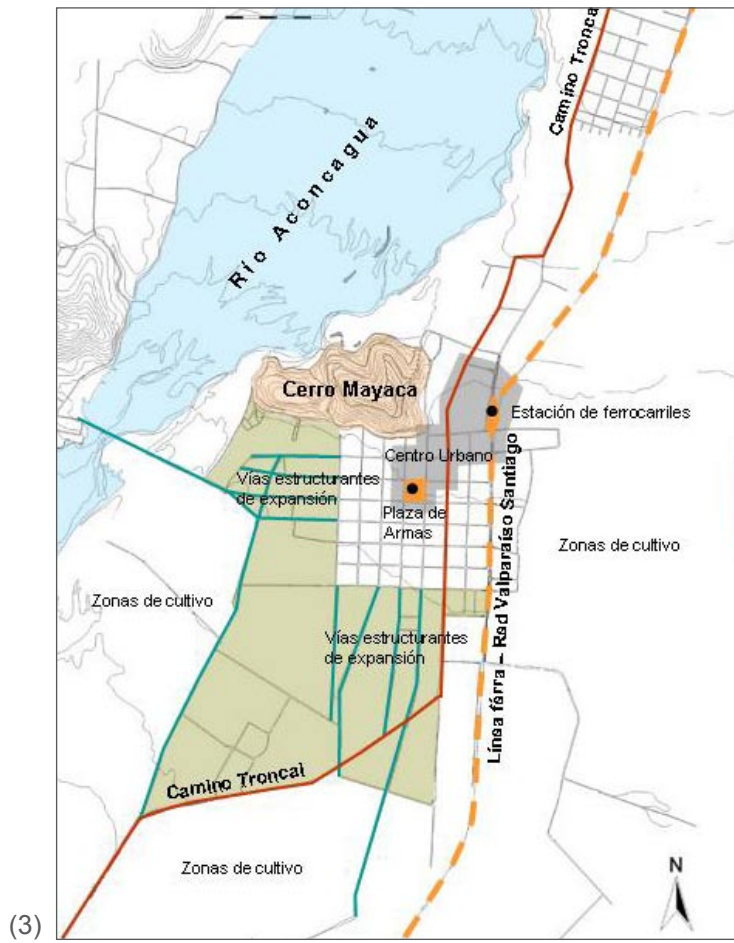 Camino Troncal
Río Aconcagua
Cerro Mayaca
Estación de ferrocarriles
Centro Urbano
Vías estructurantes
de expansión
Plaza de
Armas
Zonas de cultivo
Zonas de cultivo
Vías estructurantes
de expansión
Línea férra – Red Valparaíso Santiago
Camino Troncal
Zonas de cultivo
N
(3)